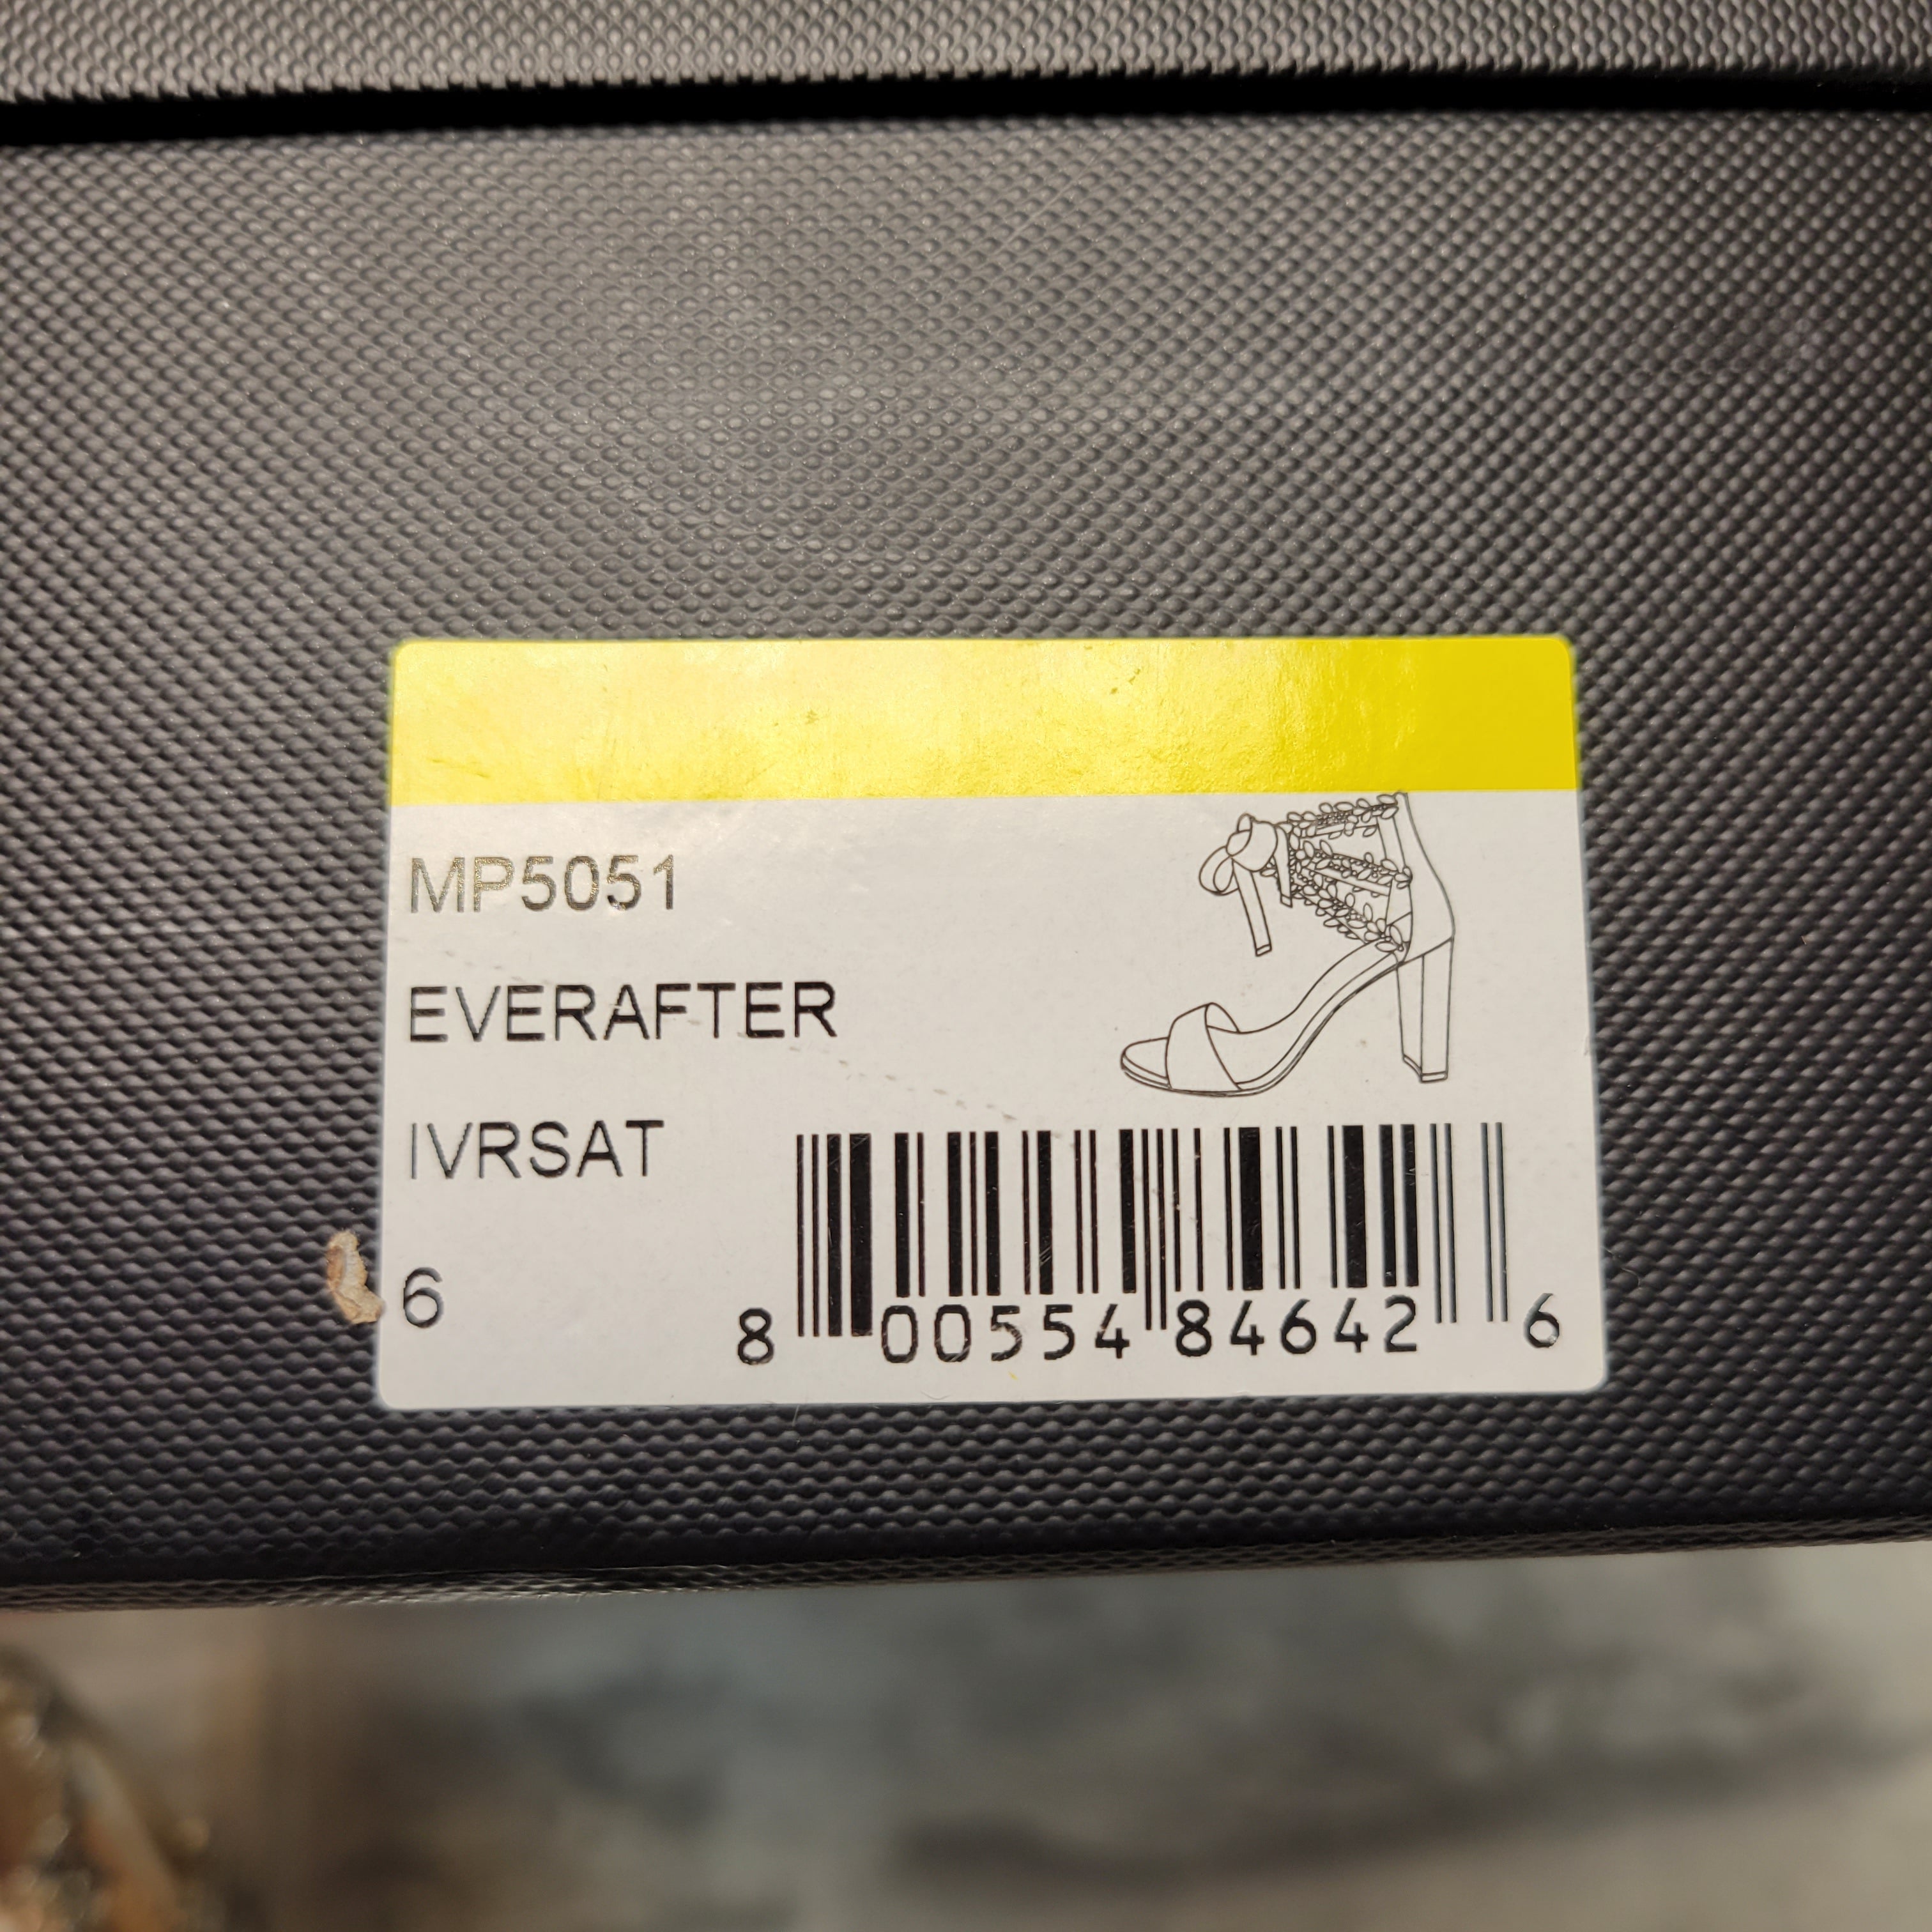 MP5051
EVERAFTER
IVRSAT
6
8 00554 84642 6